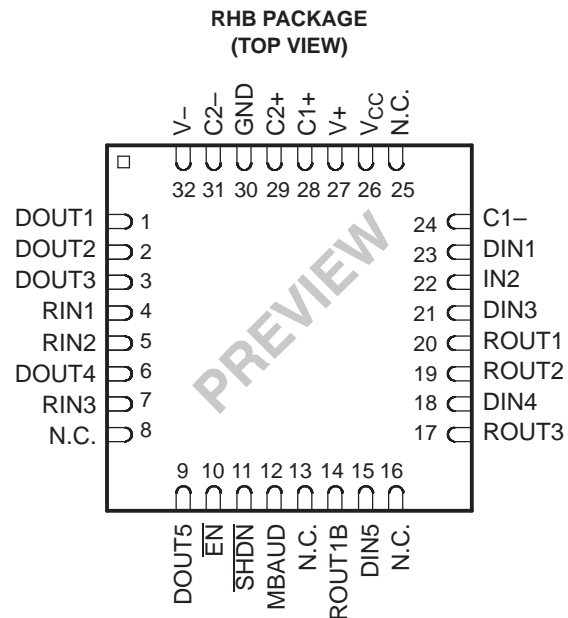 RHB PACKAGE
(TOP VIEW)
V–
C2–
GND
C2+
C1+
V+
VCC
N.C.
32 31 30 29 28 27 26 25
DOUT1 1
DOUT2 2
DOUT3 3
RIN1 4
RIN2 5
DOUT4 6
RIN3 7
N.C. 8
PREVIEW
24 C1–
23 DIN1
22 IN2
21 DIN3
20 ROUT1
19 ROUT2
18 DIN4
17 ROUT3
9 10 11 12 13 14 15 16
DOUT5
EN
SHDN
MBAUD
N.C.
ROUT1B
DIN5
N.C.